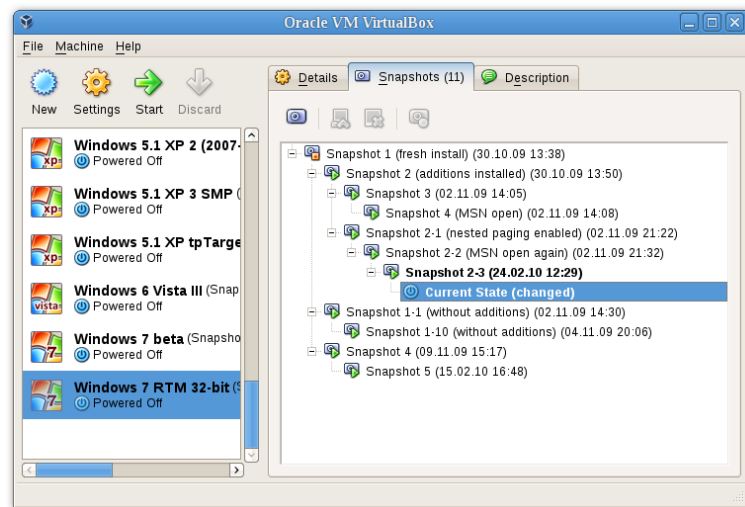 Oracle VM VirtualBox
File Machine Help
New Settings Start Discard
Windows 5.1 XP 2 (2007-
Powered Off
Windows 5.1 XP 3 SMP (
Powered Off
Windows 5.1 XP tpTarge
Powered Off
Windows 6 Vista III (Snap
Powered Off
Windows 7 beta (Snapsho
Powered Off
Windows 7 RTM 32-bit (S
Powered Off
Details Snapshots (11) Description
Snapshot 1 (fresh install) (30.10.09 13:38)
Snapshot 2 (additions installed) (30.10.09 13:50)
Snapshot 3 (02.11.09 14:05)
Snapshot 4 (MSN open) (02.11.09 14:08)
Snapshot 2-1 (nested paging enabled) (02.11.09 21:22)
Snapshot 2-2 (MSN open again) (02.11.09 21:32)
Snapshot 2-3 (24.02.10 12:29)
Current State (changed)
Snapshot 1-1 (without additions) (02.11.09 14:30)
Snapshot 1-10 (without additions) (04.11.09 20:06)
Snapshot 4 (09.11.09 15:17)
Snapshot 5 (15.02.10 16:48)